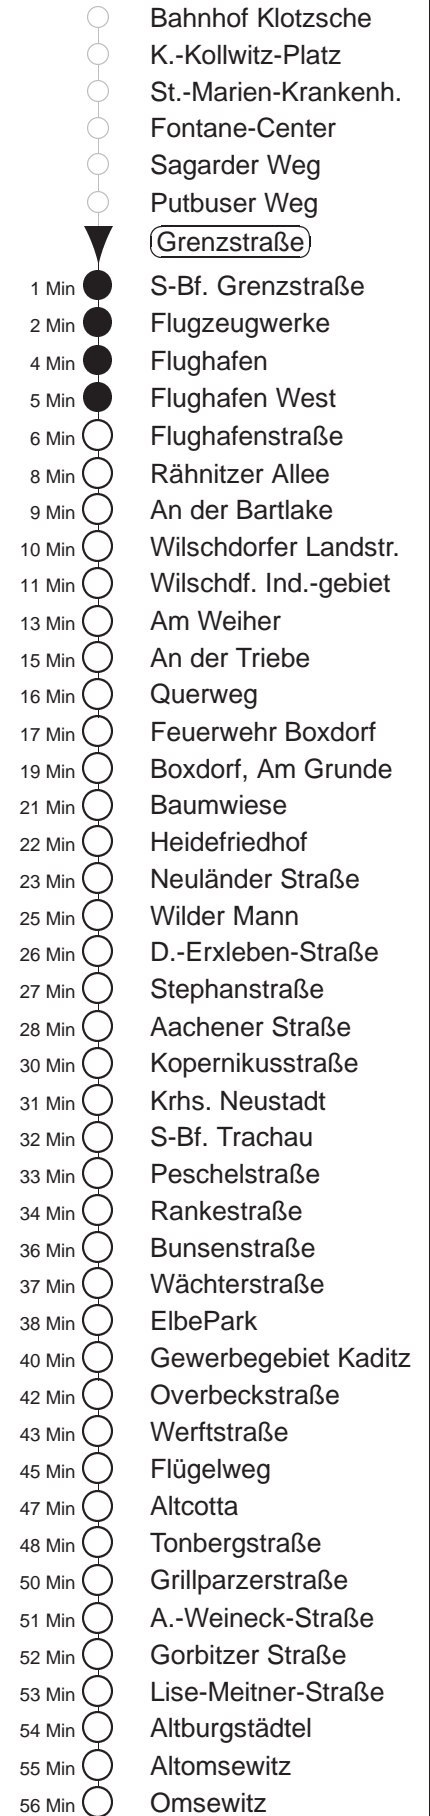 Bahnhof Klotzsche
K.-Kollwitz-Platz
St.-Marien-Krankenh.
Fontane-Center
Sagarder Weg
Putbuser Weg
Grenzstraße
1 Min S-Bf. Grenzstraße
2 Min Flugzeugwerke
4 Min Flughafen
5 Min Flughafen West
6 Min Flughafenstraße
8 Min Rähnitzer Allee
9 Min An der Bartlake
10 Min Wilschdorfer Landstr.
11 Min Wilschdf. Ind.-gebiet
13 Min Am Weiher
15 Min An der Triebe
16 Min Querweg
17 Min Feuerwehr Boxdorf
19 Min Boxdorf, Am Grunde
21 Min Baumwiese
22 Min Heidefriedhof
23 Min Neuländer Straße
25 Min Wilder Mann
26 Min D.-Erxleben-Straße
27 Min Stephanstraße
28 Min Aachener Straße
30 Min Kopernikusstraße
31 Min Krhs. Neustadt
32 Min S-Bf. Trachau
33 Min Peschelstraße
34 Min Rankestraße
36 Min Bunsenstraße
37 Min Wächterstraße
38 Min ElbePark
40 Min Gewerbegebiet Kaditz
42 Min Overbeckstraße
43 Min Werftstraße
45 Min Flügelweg
47 Min Altcotta
48 Min Tonbergstraße
50 Min Grillparzerstraße
51 Min A.-Weineck-Straße
52 Min Gorbitzer Straße
53 Min Lise-Meitner-Straße
54 Min Altburgstädtel
55 Min Altomsewitz
56 Min Omsewitz